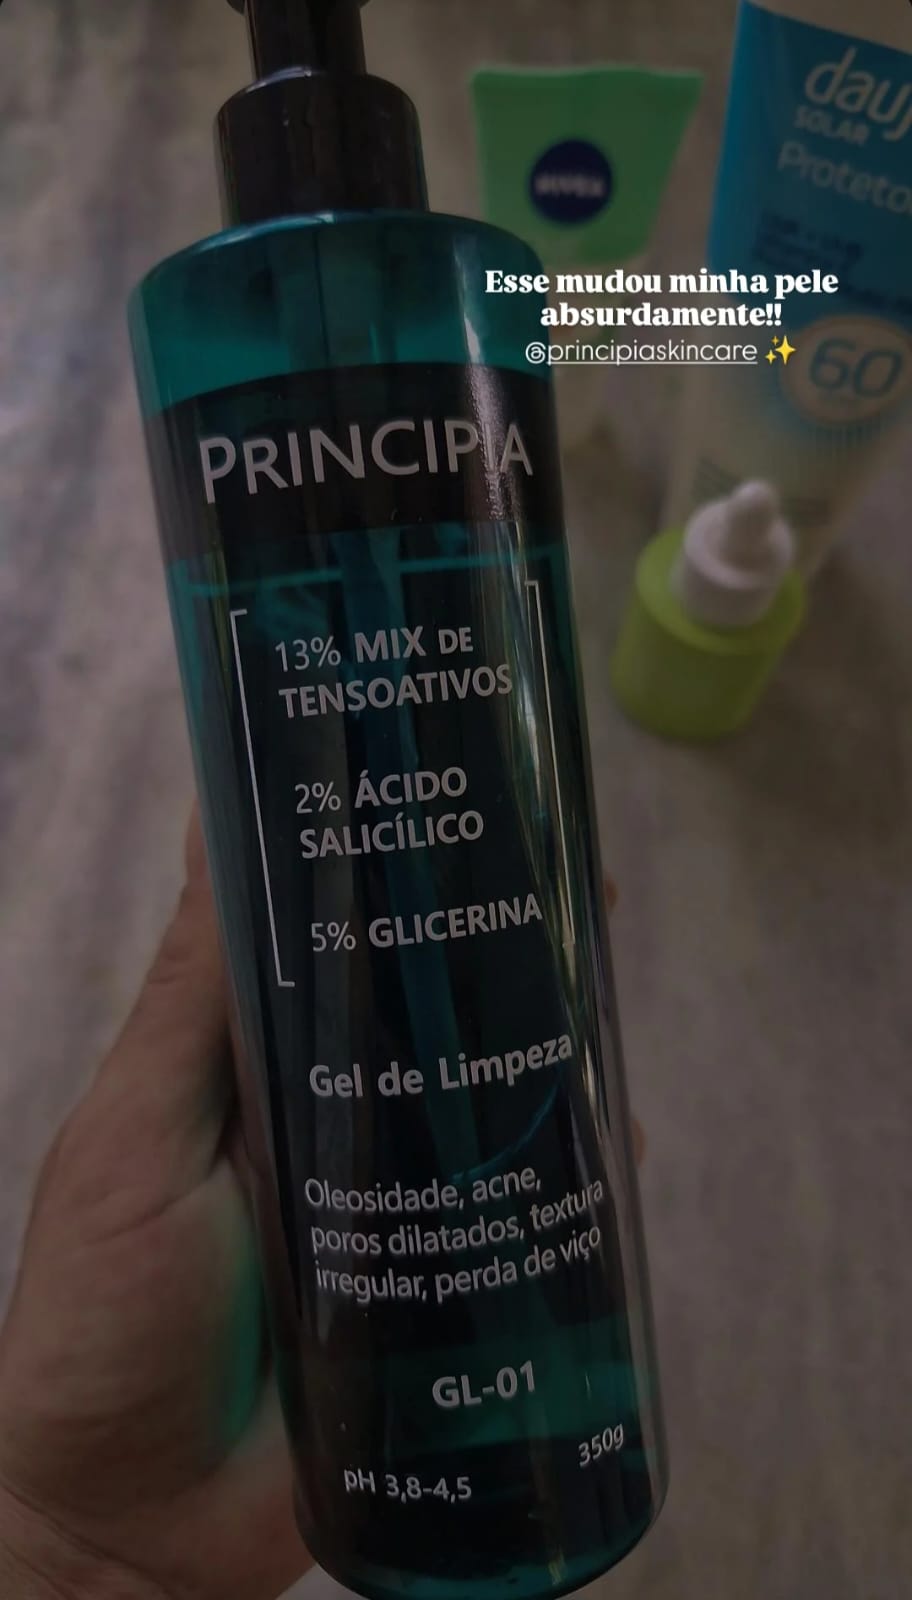 dauf
SOLAR
Proteto
NIVEA
Esse mudou minha pele
absurdamente!!
@principiaskincare ✨
60
PRINCIPIA
13% MIX DE
TENSOATIVOS
2% ÁCIDO
SALICÍLICO
5% GLICERINA
Gel de Limpeza
Oleosidade, acne,
poros dilatados, textura
irregular, perda de viço
GL-01
350g
pH 3,8-4,5